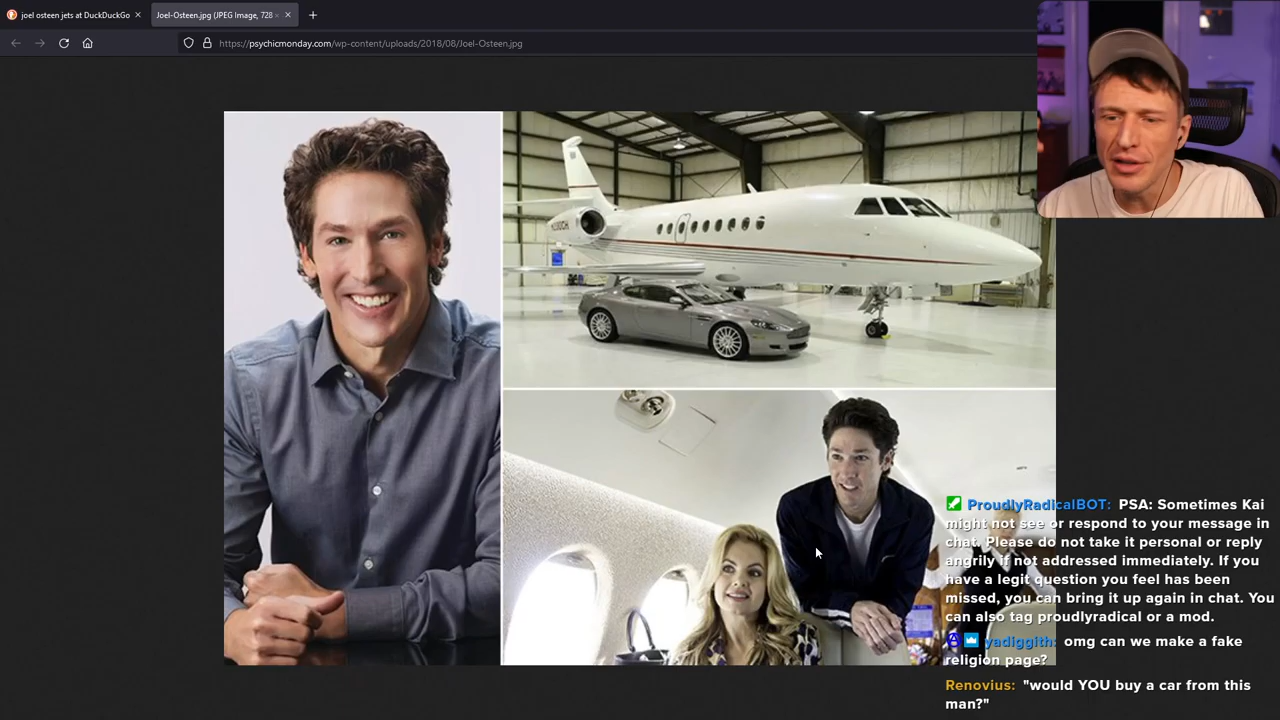 joel osteen jets at DuckDuckGo
Joel-Osteen.jpg (JPEG Image, 728 ×
https://psychicmonday.com/wp-content/uploads/2018/08/Joel-Osteen.jpg
ProudlyRadicalBOT: PSA: Sometimes Kai
might not see or respond to your message in
chat. Please do not take it personal or reply
angrily if not addressed immediately. If you
have a legit question you feel has been
missed, you can bring it up again in chat. You
can also tag proudlyradical or a mod.
yadiggith: omg can we make a fake
religion page?
Renovius: "would YOU buy a car from this
man?"